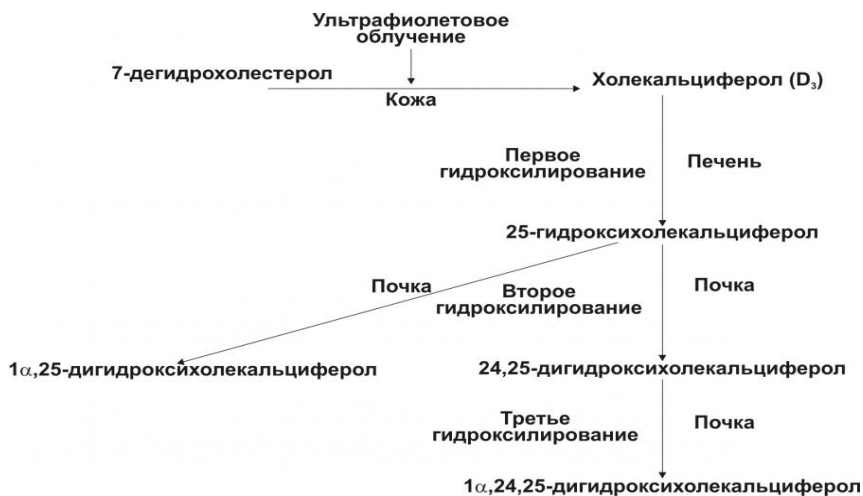 Ультрафиолетовое
облучение
7-дегидрохолестерол
Кожа
Холекальциферол (D₃)
Первое
гидроксилирование
Печень
25-гидроксихолекальциферол
Почка
Второе
гидроксилирование
Почка
1α,25-дигидроксихолекальциферол
24,25-дигидроксихолекальциферол
Третье
гидроксилирование
Почка
1α,24,25-дигидроксихолекальциферол